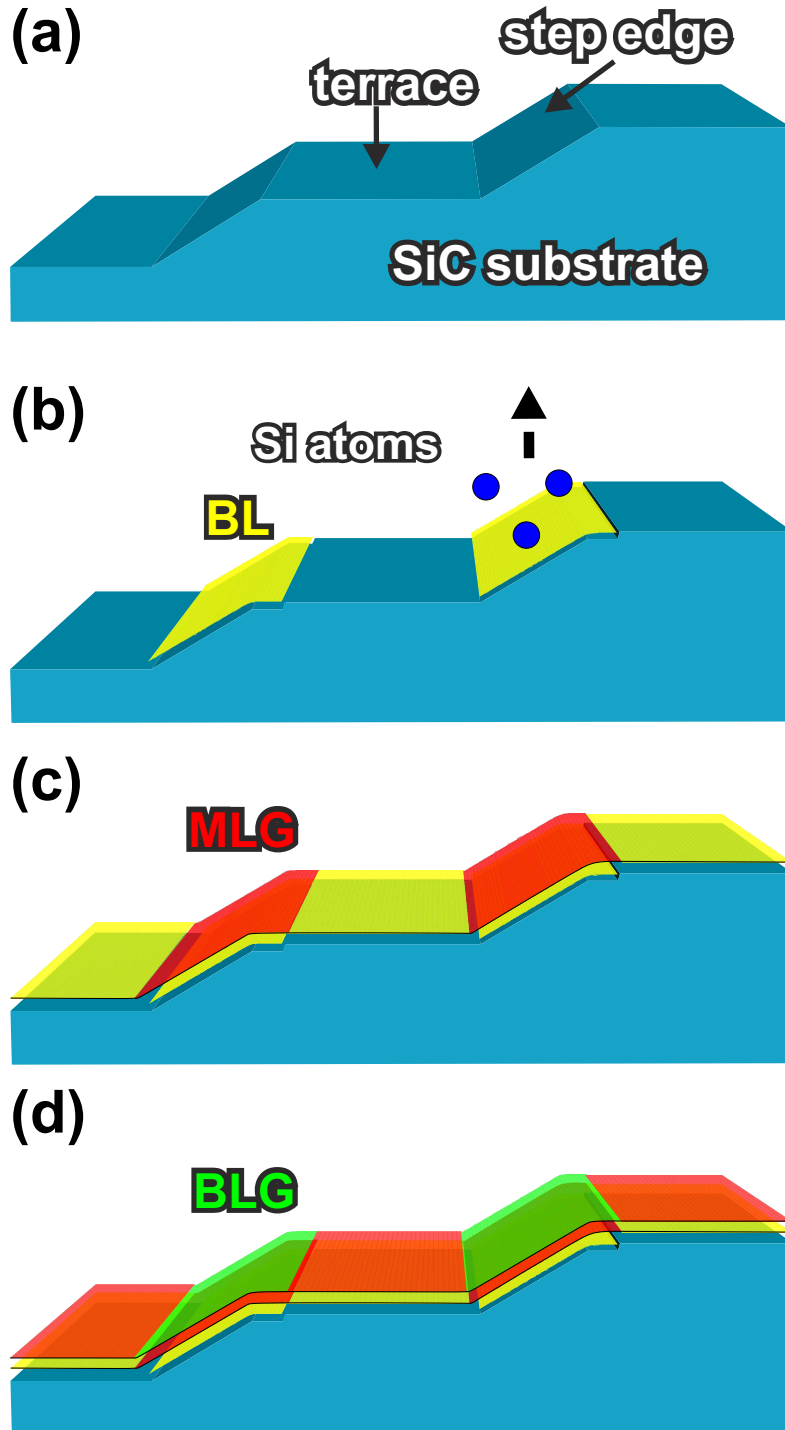 (a)
step edge
terrace
SiC substrate
(b)
Si atoms
BL
(c)
MLG
(d)
BLG